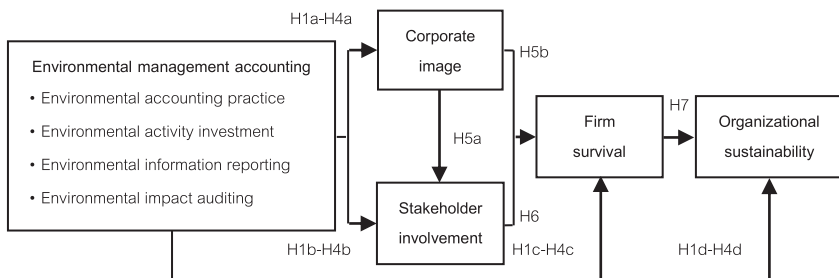 H1a-H4a
Environmental management accounting
• Environmental accounting practice
• Environmental activity investment
• Environmental information reporting
• Environmental impact auditing
Corporate
image
H5b
H5a
Stakeholder
involvement
H1b-H4b
H6
H1c-H4c
Firm
survival
H7
Organizational
sustainability
H1d-H4d